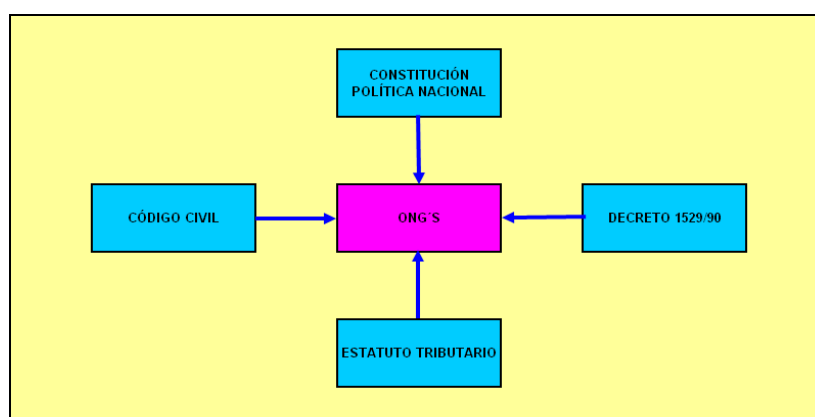 CONSTITUCIÓN
POLÍTICA NACIONAL
CÓDIGO CIVIL
ONG´S
DECRETO 1529/90
ESTATUTO TRIBUTARIO